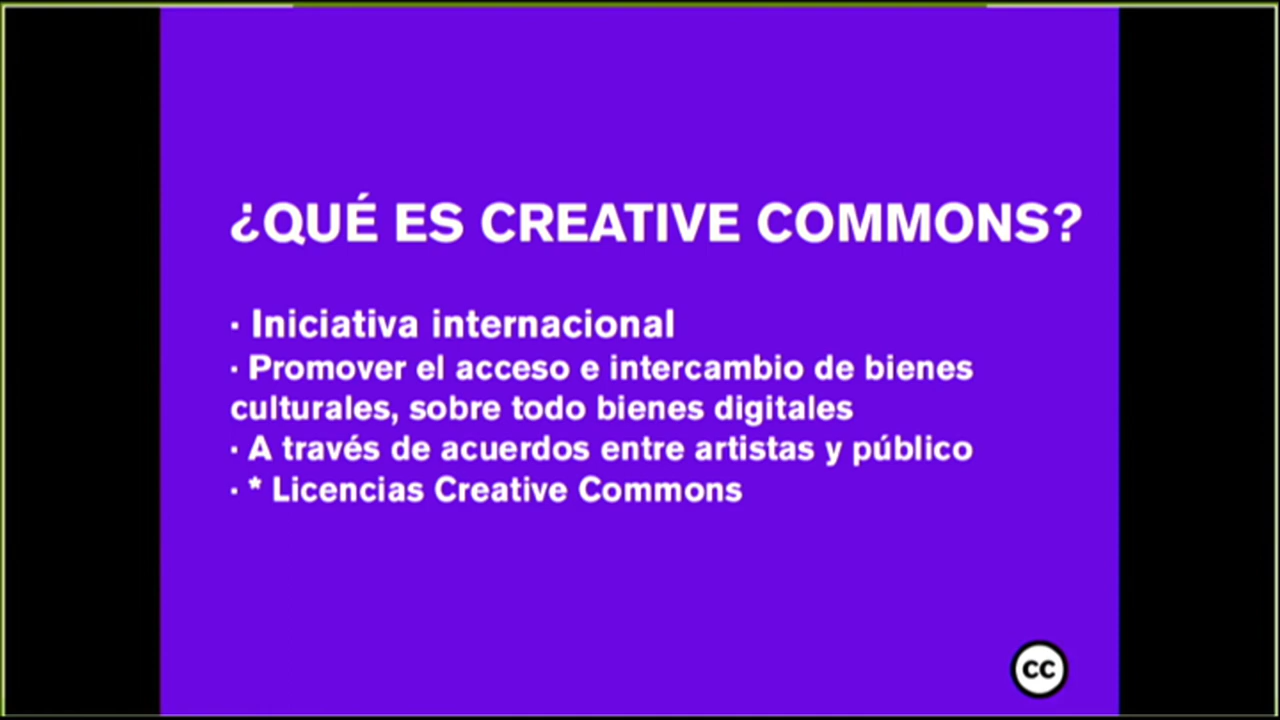 ¿QUÉ ES CREATIVE COMMONS?
· Iniciativa internacional
· Promover el acceso e intercambio de bienes
culturales, sobre todo bienes digitales
· A través de acuerdos entre artistas y público
· * Licencias Creative Commons
cc